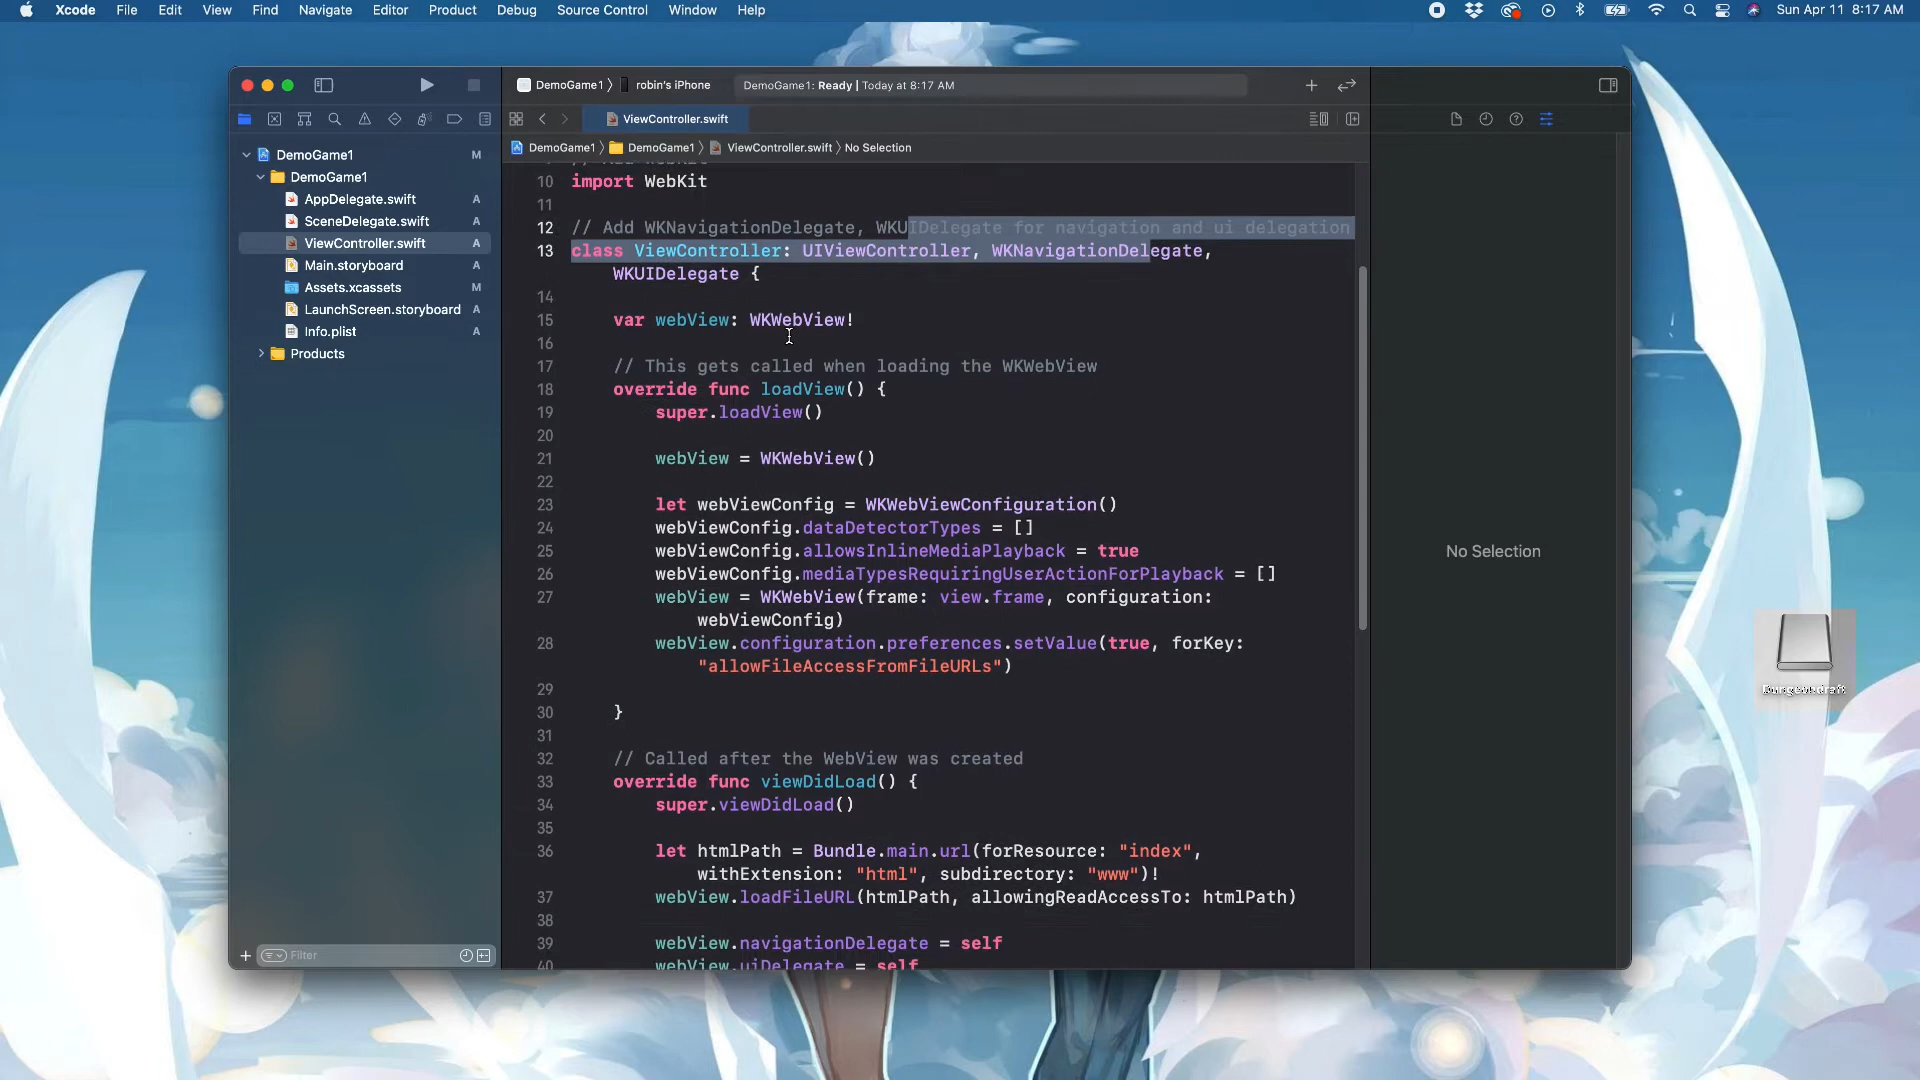 Xcode File Edit View Find Navigate Editor Product Debug Source Control Window Help Sun Apr 11 8:17 AM
DemoGame1 robin's iPhone DemoGame1: Ready | Today at 8:17 AM
ViewController.swift
DemoGame1 DemoGame1 ViewController.swift No Selection
DemoGame1 M
DemoGame1
AppDelegate.swift A
SceneDelegate.swift A
ViewController.swift A
Main.storyboard A
Assets.xcassets M
LaunchScreen.storyboard A
Info.plist A
Products
Filter
10 import WebKit
11
12 // Add WKNavigationDelegate, WKUIDelegate for navigation and ui delegation
13 class ViewController: UIViewController, WKNavigationDelegate,
WKUIDelegate {
14
15 var webView: WKWebView!
16
17 // This gets called when loading the WKWebView
18 override func loadView() {
19 super.loadView()
20
21 webView = WKWebView()
22
23 let webViewConfig = WKWebViewConfiguration()
24 webViewConfig.dataDetectorTypes = []
25 webViewConfig.allowsInlineMediaPlayback = true
26 webViewConfig.mediaTypesRequiringUserActionForPlayback = []
27 webView = WKWebView(frame: view.frame, configuration:
webViewConfig)
28 webView.configuration.preferences.setValue(true, forKey:
"allowFileAccessFromFileURLs")
29
30 }
31
32 // Called after the WebView was created
33 override func viewDidLoad() {
34 super.viewDidLoad()
35
36 let htmlPath = Bundle.main.url(forResource: "index",
withExtension: "html", subdirectory: "www")!
37 webView.loadFileURL(htmlPath, allowingReadAccessTo: htmlPath)
38
39 webView.navigationDelegate = self
40 webView.uiDelegate = self
No Selection
Dungeondraft